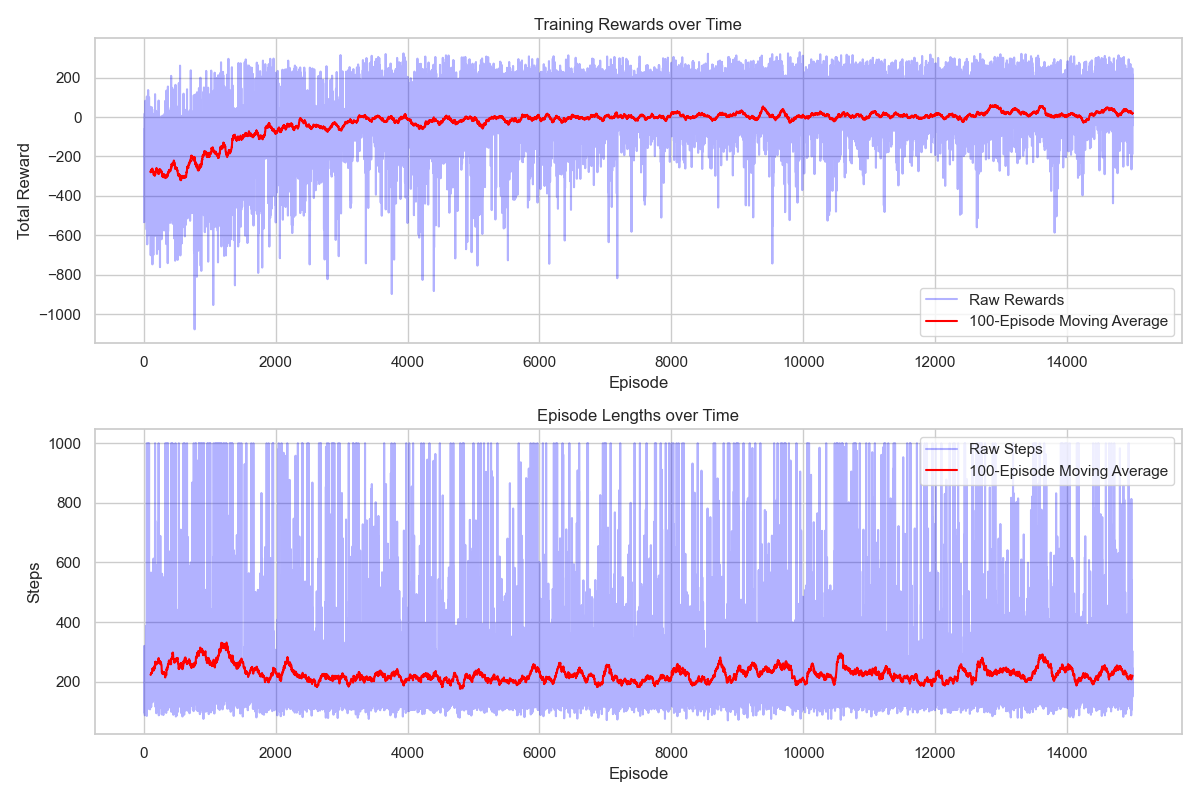 Training Rewards over Time
Total Reward
200
0
−200
−400
−600
−800
−1000
Raw Rewards
100-Episode Moving Average
0 2000 4000 6000 8000 10000 12000 14000
Episode
Episode Lengths over Time
Steps
1000
800
600
400
200
Raw Steps
100-Episode Moving Average
0 2000 4000 6000 8000 10000 12000 14000
Episode